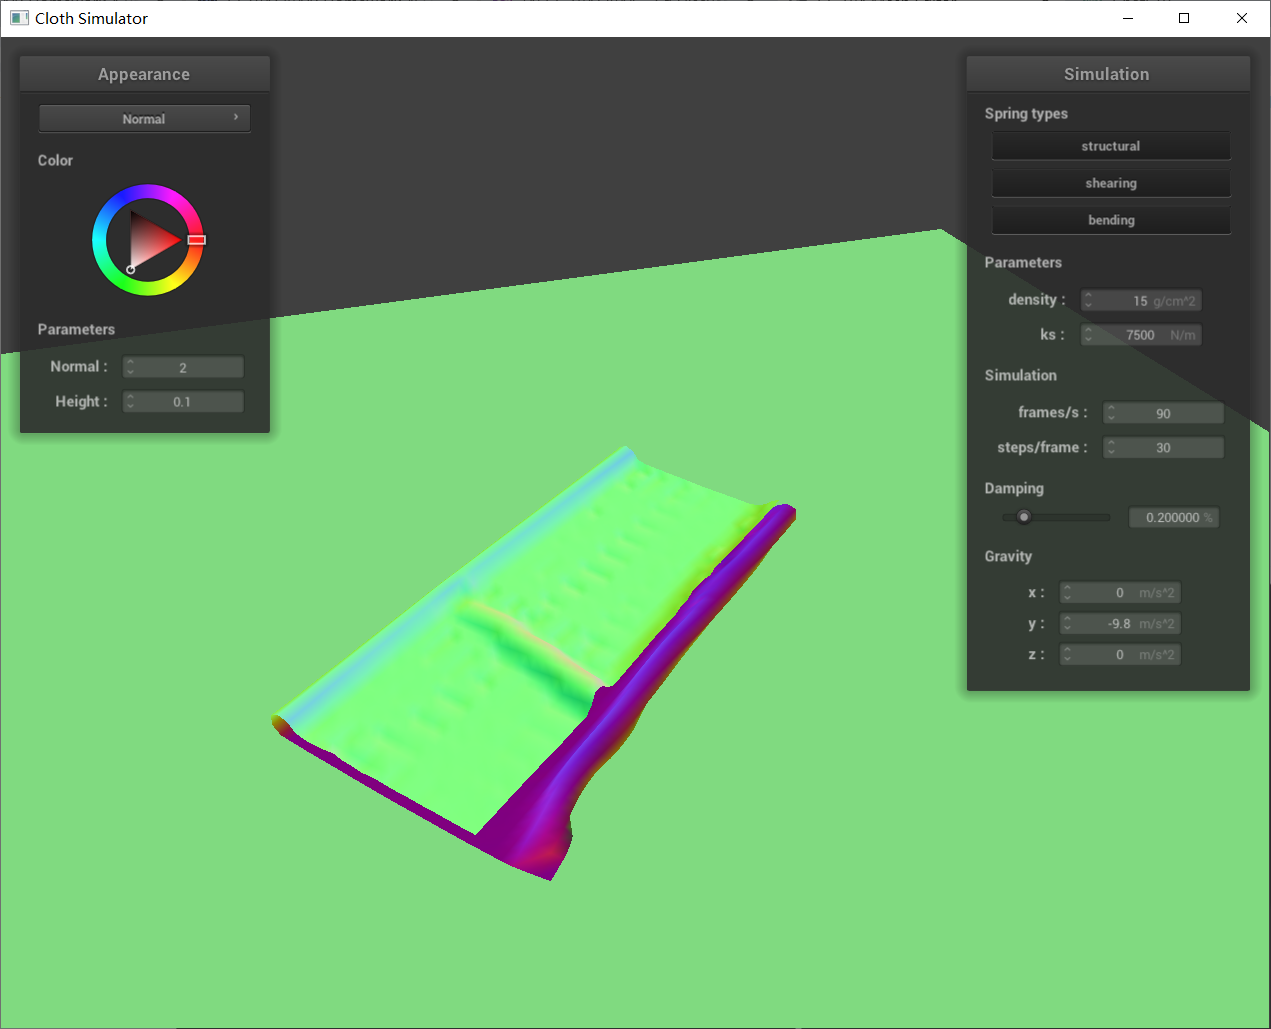 Cloth Simulator
Appearance
Normal
Color
Parameters
Normal : 2
Height : 0.1
Simulation
Spring types
structural
shearing
bending
Parameters
density : 15 g/cm^2
ks : 7500 N/m
Simulation
frames/s : 90
steps/frame : 30
Damping
0.200000 %
Gravity
x : 0 m/s^2
y : -9.8 m/s^2
z : 0 m/s^2